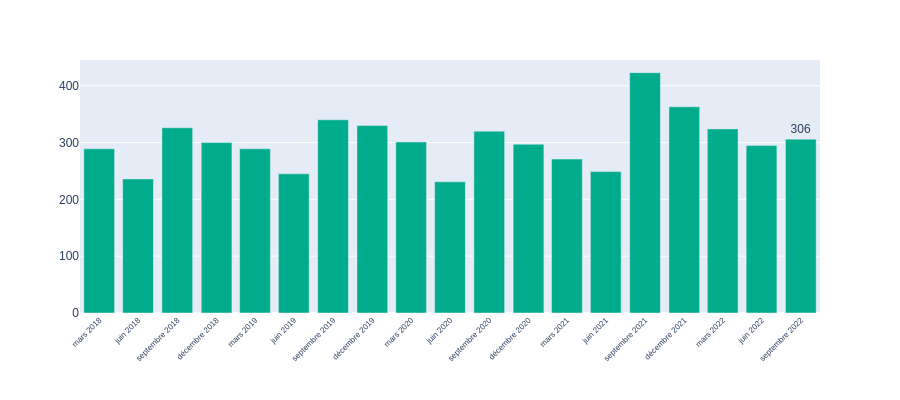 400
300
200
100
0
306
mars 2018
juin 2018
septembre 2018
décembre 2018
mars 2019
juin 2019
septembre 2019
décembre 2019
mars 2020
juin 2020
septembre 2020
décembre 2020
mars 2021
juin 2021
septembre 2021
décembre 2021
mars 2022
juin 2022
septembre 2022